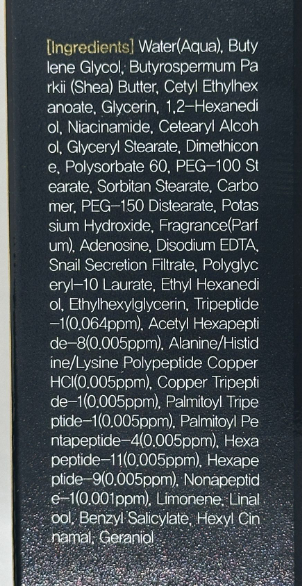 [Ingredients] Water(Aqua), Buty
lene Glycol, Butyrospermum Pa
rkii (Shea) Butter, Cetyl Ethylhex
anoate, Glycerin, 1,2-Hexanedi
ol, Niacinamide, Cetearyl Alcoh
ol, Glyceryl Stearate, Dimethicon
e, Polysorbate 60, PEG-100 St
earate, Sorbitan Stearate, Carbo
mer, PEG-150 Distearate, Potas
sium Hydroxide, Fragrance(Parf
um), Adenosine, Disodium EDTA,
Snail Secretion Filtrate, Polyglyc
eryl-10 Laurate, Ethyl Hexanedi
ol, Ethylhexylglycerin, Tripeptide
-1(0.064ppm), Acetyl Hexapepti
de-8(0.005ppm), Alanine/Histid
ine/Lysine Polypeptide Copper
HCl(0.005ppm), Copper Tripepti
de-1(0.005ppm), Palmitoyl Tripe
ptide-1(0.005ppm), Palmitoyl Pe
ntapeptide-4(0.005ppm), Hexa
peptide-11(0.005ppm), Hexape
ptide-9(0.005ppm), Nonapeptid
e-1(0.001ppm), Limonene, Linal
ool, Benzyl Salicylate, Hexyl Cin
namal, Geraniol